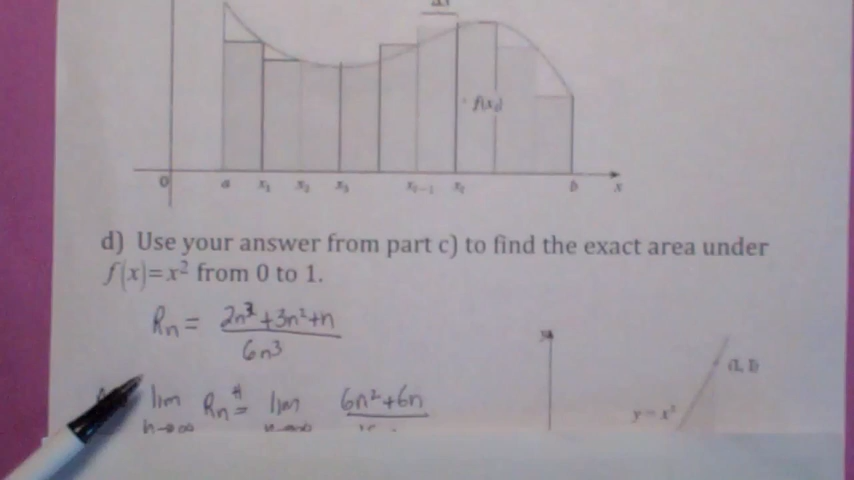 Δx
f(xᵢ)
0 a x₁ x₂ x₃ xᵢ₋₁ xᵢ b x
d) Use your answer from part c) to find the exact area under
f(x)=x² from 0 to 1.
Rn = 2n³+3n²+n
6n³
(1, 1)
lim Rn = lim 6n²+6n
n→∞ n→∞
y = x²